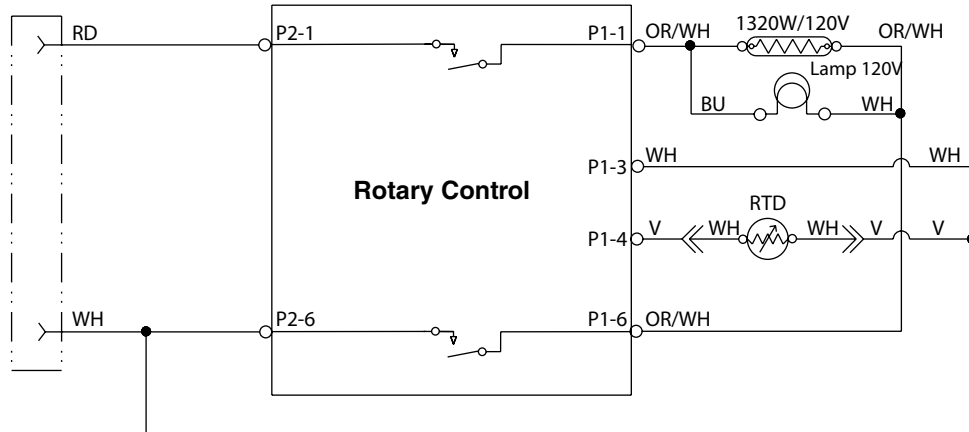 RD
P2-1
P1-1
OR/WH
1320W/120V
OR/WH
Lamp 120V
BU
WH
P1-3
WH
WH
Rotary Control
RTD
P1-4
V
WH
WH
V
V
WH
P2-6
P1-6
OR/WH